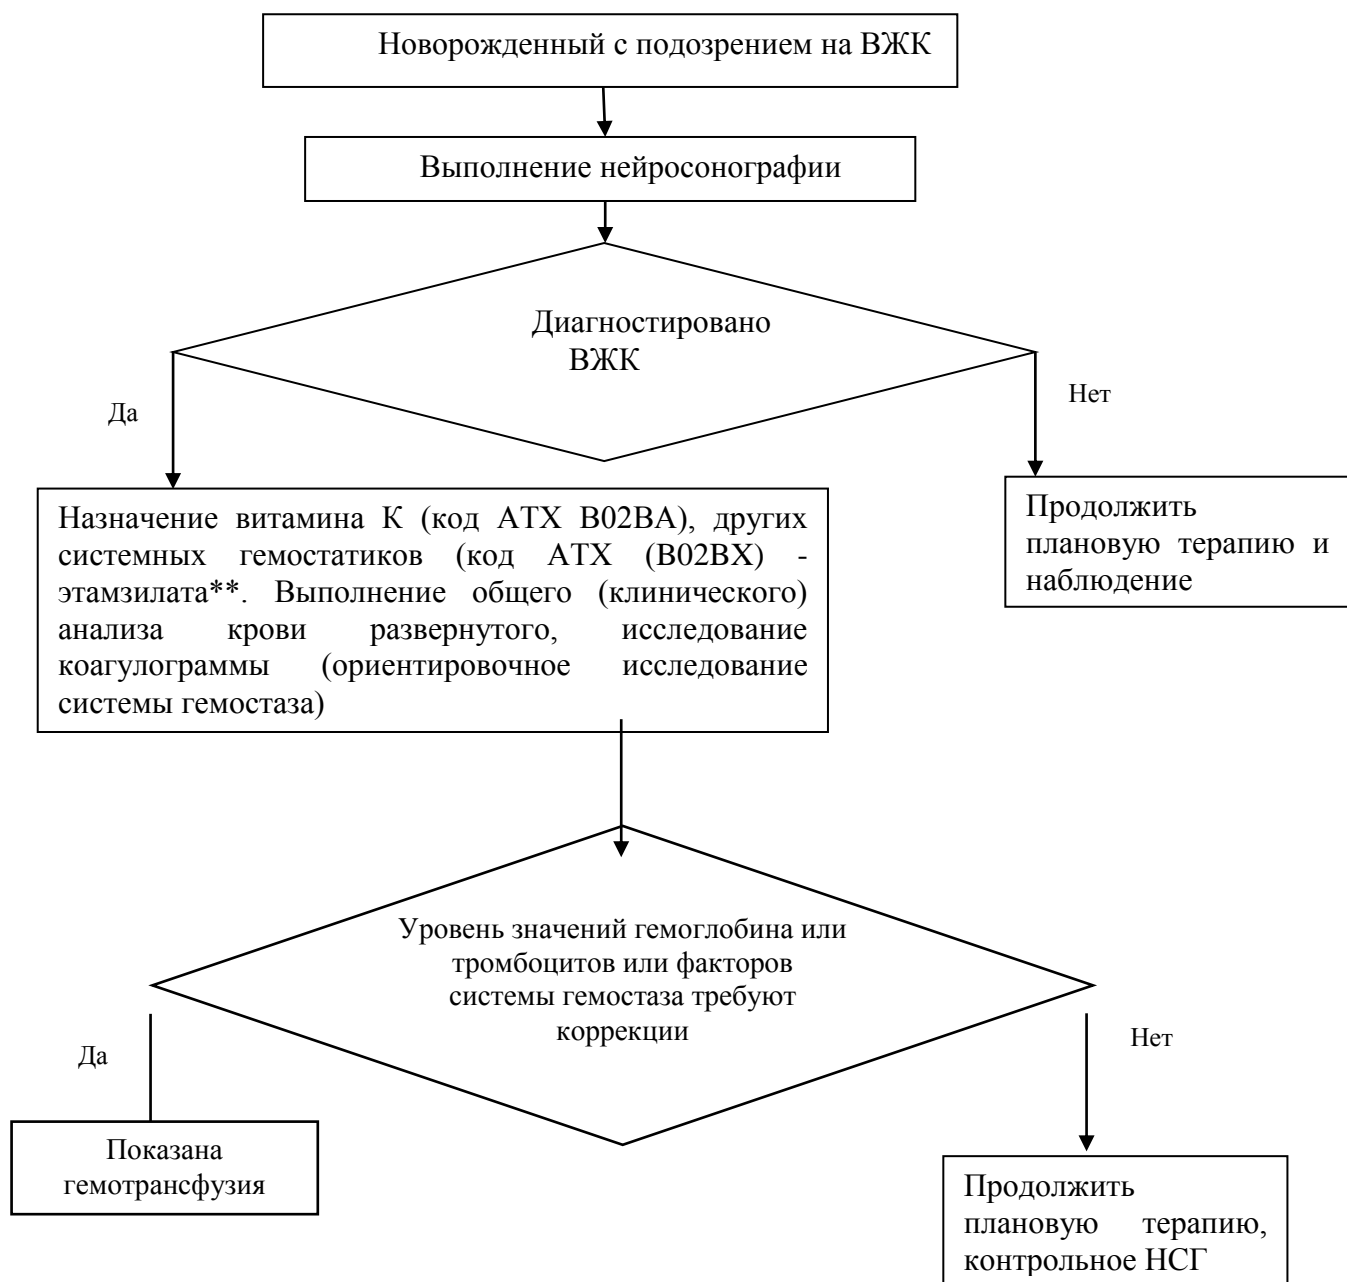 Новорожденный с подозрением на ВЖК
Выполнение нейросонографии
Диагностировано
ВЖК
Да
Нет
Назначение витамина К (код АТХ B02BA), других
системных гемостатиков (код АТХ (B02BX) -
этамзилата**. Выполнение общего (клинического)
анализа крови развернутого, исследование
коагулограммы (ориентировочное исследование
системы гемостаза)
Продолжить
плановую терапию и
наблюдение
Уровень значений гемоглобина или
тромбоцитов или факторов
системы гемостаза требуют
коррекции
Да
Нет
Показана
гемотрансфузия
Продолжить
плановую терапию,
контрольное НСГ